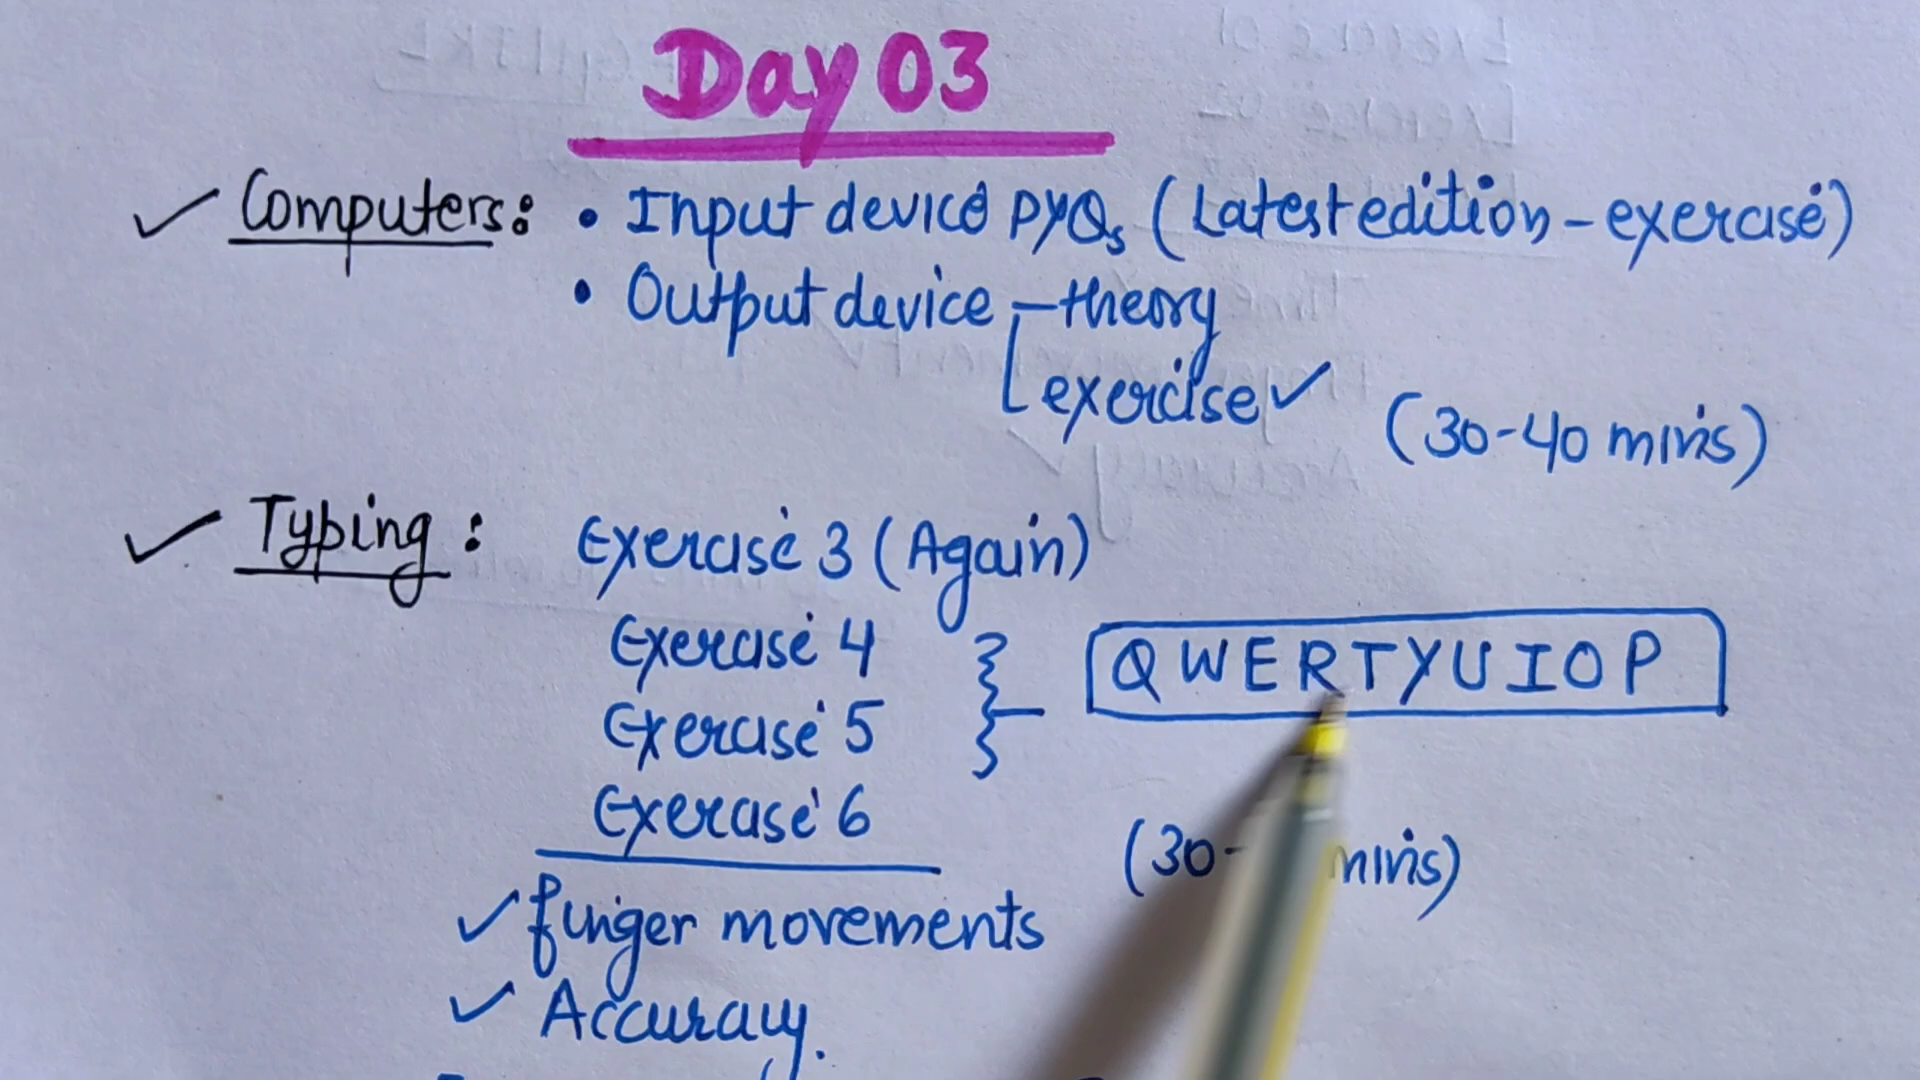 Day 03
Computers: • Input device PYQs (Latest edition - exercise)
• Output device - theory
exercise
(30-40 mins)
Typing: Exercise 3 (Again)
Exercise 4
Exercise 5
QWERTYUIOP
Exercise 6
(30- mins)
finger movements
Accuracy.